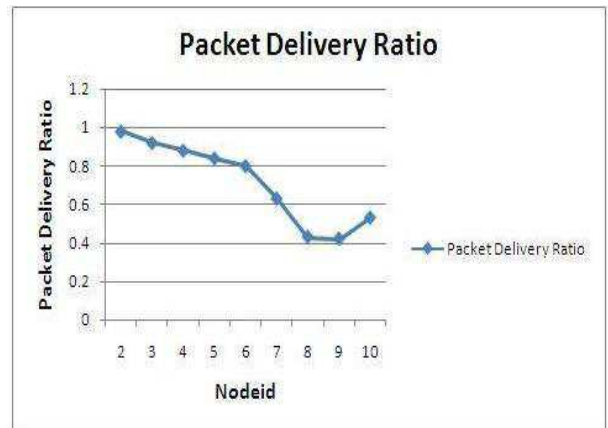 Packet Delivery Ratio
Packet Delivery Ratio
1.2
1
0.8
0.6
0.4
0.2
0
2 3 4 5 6 7 8 9 10
Nodeid
Packet Delivery Ratio